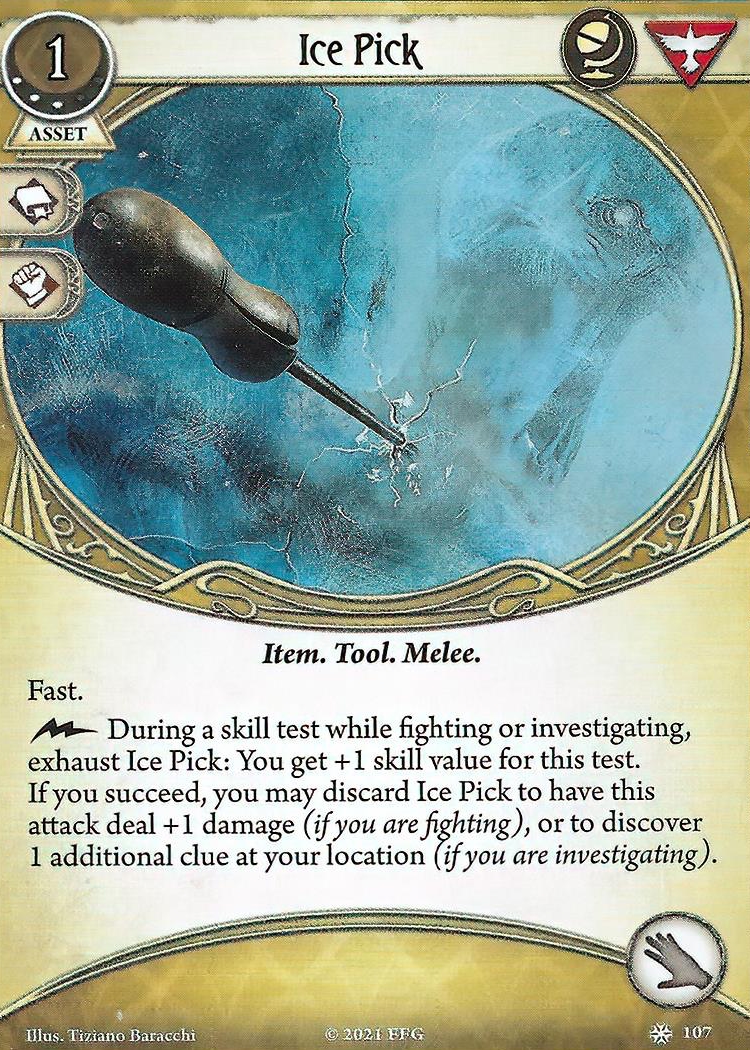 1
Ice Pick
ASSET
Item. Tool. Melee.
Fast.
During a skill test while fighting or investigating,
exhaust Ice Pick: You get +1 skill value for this test.
If you succeed, you may discard Ice Pick to have this
attack deal +1 damage (if you are fighting), or to discover
1 additional clue at your location (if you are investigating).
Illus. Tiziano Baracchi
© 2021 FFG
107